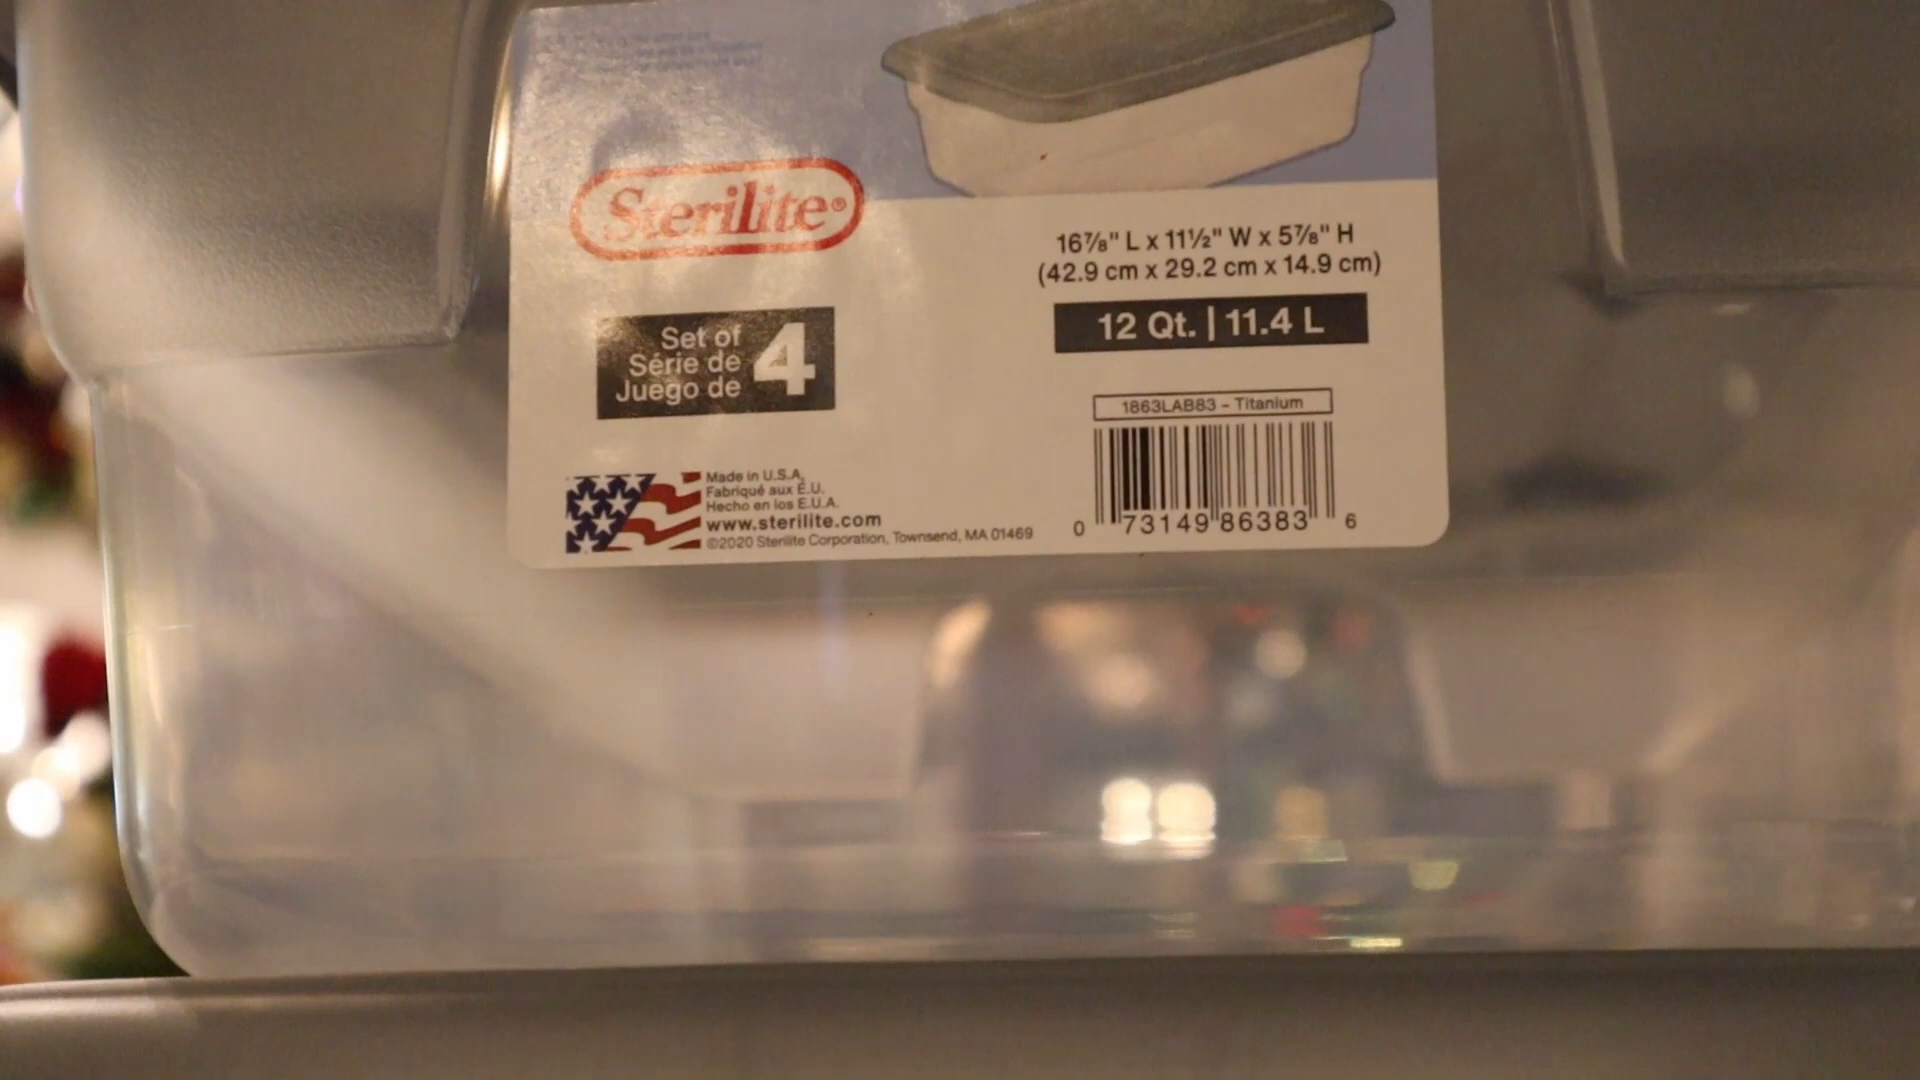 Sterilite®
16⅞" L x 11½" W x 5⅞" H
(42.9 cm x 29.2 cm x 14.9 cm)
12 Qt. | 11.4 L
Set of
Série de
Juego de
4
1863LAB83 – Titanium
Made in U.S.A.
Fabriqué aux É.U.
Hecho en los E.U.A.
www.sterilite.com
©2020 Sterilite Corporation, Townsend, MA 01469
0 73149 86383 6